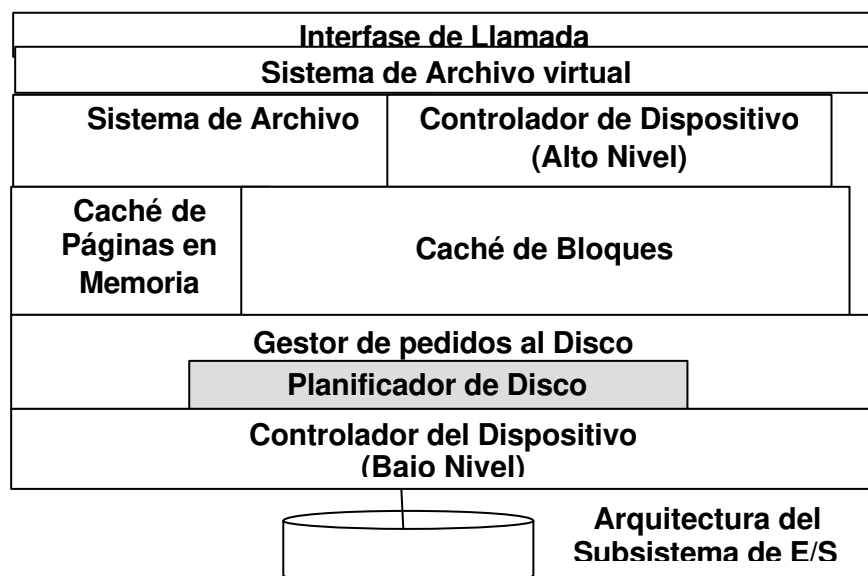 Interfase de Llamada
Sistema de Archivo virtual
Sistema de Archivo
Controlador de Dispositivo
(Alto Nivel)
Caché de
Páginas en
Memoria
Caché de Bloques
Gestor de pedidos al Disco
Planificador de Disco
Controlador del Dispositivo
(Bajo Nivel)
Arquitectura del
Subsistema de E/S